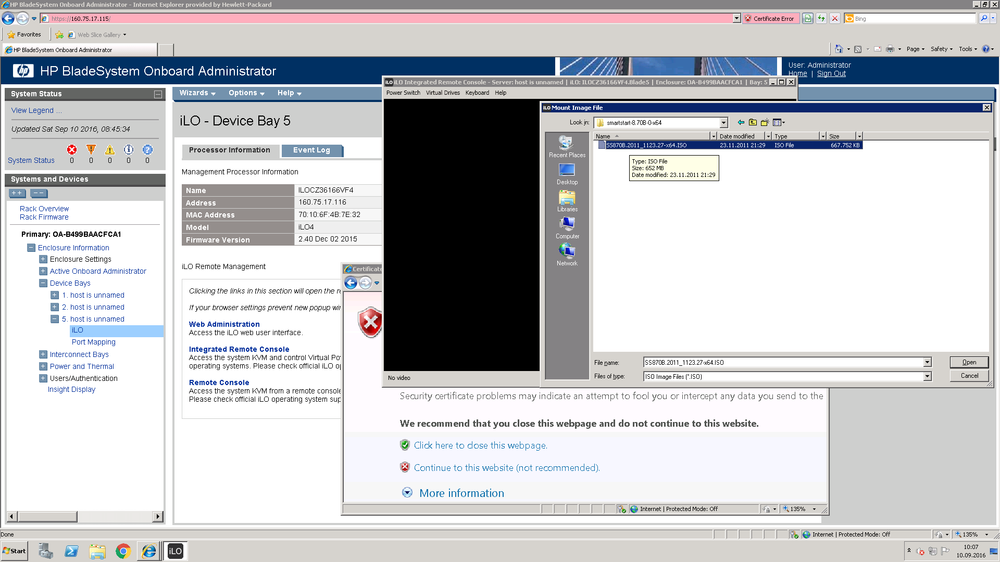 HP BladeSystem Onboard Administrator - Internet Explorer provided by Hewlett-Packard
https://160.75.17.115/
Certificate Error
Bing
Favorites
Web Slice Gallery
HP BladeSystem Onboard Administrator
Page
Safety
Tools
hp
HP BladeSystem Onboard Administrator
User: Administrator
Home | Sign Out
System Status
View Legend ...
Updated Sat Sep 10 2016, 08:45:34
System Status 0 0 0 0 0
Systems and Devices
++ --
Rack Overview
Rack Firmware
Primary: OA-B499BAACFCA1
Enclosure Information
Enclosure Settings
Active Onboard Administrator
Device Bays
1. host is unnamed
2. host is unnamed
5. host is unnamed
iLO
Port Mapping
Interconnect Bays
Power and Thermal
Users/Authentication
Insight Display
Wizards Options Help
iLO - Device Bay 5
Processor Information Event Log
Management Processor Information
Name ILOCZ36166VF4
Address 160.75.17.116
MAC Address 70:10:6F:4B:7E:32
Model iLO4
Firmware Version 2.40 Dec 02 2015
iLO Remote Management
Clicking the links in this section will open the re
If your browser settings prevent new popup wi
Web Administration
Access the iLO web user interface.
Integrated Remote Console
Access the system KVM and control Virtual Po
operating systems. Please check official iLO o
Remote Console
Access the system KVM from a remote console
Please check official iLO operating system sup
iLO iLO Integrated Remote Console - Server: host is unnamed | iLO: ILOCZ36166VF4.Blade5 | Enclosure: OA-B499BAACFCA1 | Bay: 5
Power Switch Virtual Drives Keyboard Help
No video
iLO Mount Image File
Look in: smartstart-8.70B-0-x64
Name Date modified Type Size
SS870B.2011_1123.27-x64.ISO 23.11.2011 21:29 ISO File 667.752 KB
Type: ISO File
Size: 652 MB
Date modified: 23.11.2011 21:29
Recent Places
Desktop
Libraries
Computer
Network
File name: SS870B.2011_1123.27-x64.ISO Open
Files of type: ISO Image Files (*.ISO) Cancel
Certificate
Security certificate problems may indicate an attempt to fool you or intercept any data you send to the
We recommend that you close this webpage and do not continue to this website.
Click here to close this webpage.
Continue to this website (not recommended).
More information
Internet | Protected Mode: Off 135%
Done Internet | Protected Mode: Off 135%
Start iLO 10:07
10.09.2016